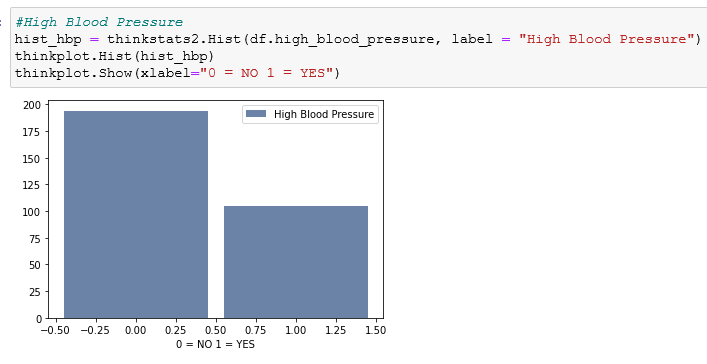 #High Blood Pressure
hist_hbp = thinkstats2.Hist(df.high_blood_pressure, label = "High Blood Pressure")
thinkplot.Hist(hist_hbp)
thinkplot.Show(xlabel="0 = NO 1 = YES")
High Blood Pressure
200
175
150
125
100
75
50
25
0
−0.50 −0.25 0.00 0.25 0.50 0.75 1.00 1.25 1.50
0 = NO 1 = YES